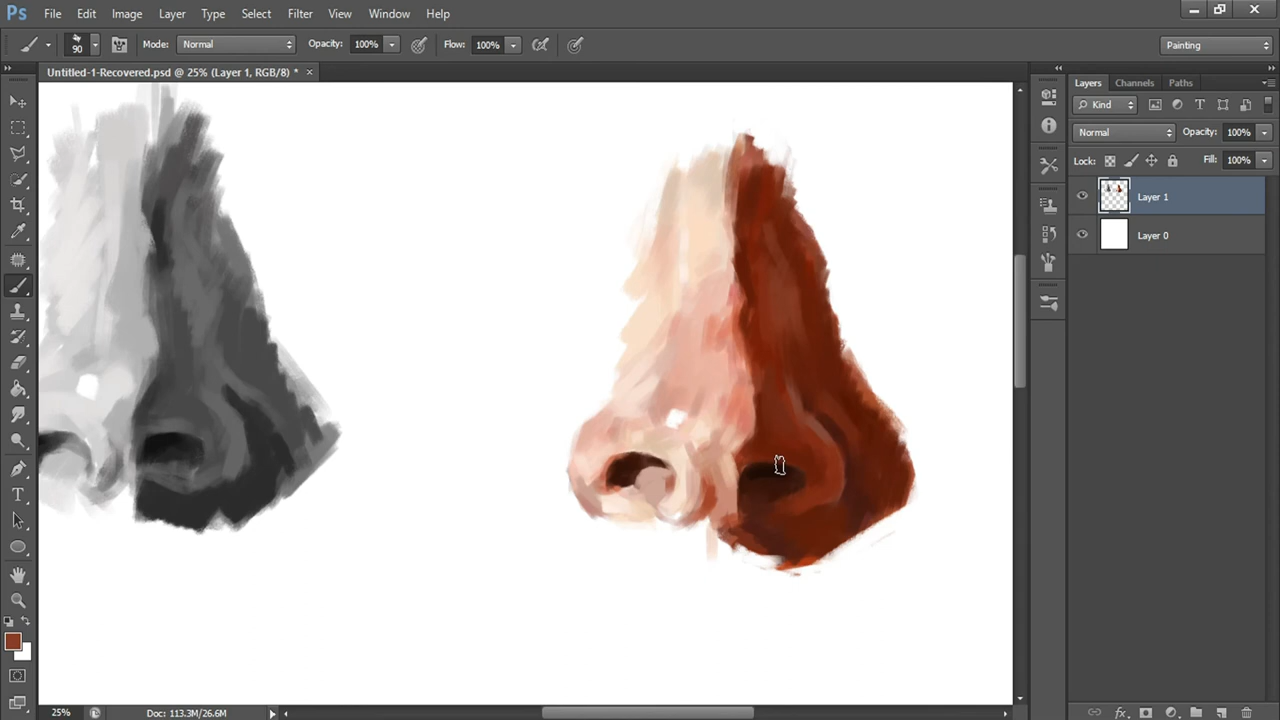 Ps File Edit Image Layer Type Select Filter View Window Help
90 Mode: Normal Opacity: 100% Flow: 100% Painting
Untitled-1-Recovered.psd @ 25% (Layer 1, RGB/8) * ×
Layers Channels Paths
Kind
Normal Opacity: 100%
Lock: Fill: 100%
Layer 1
Layer 0
25% Doc: 113.3M/26.6M